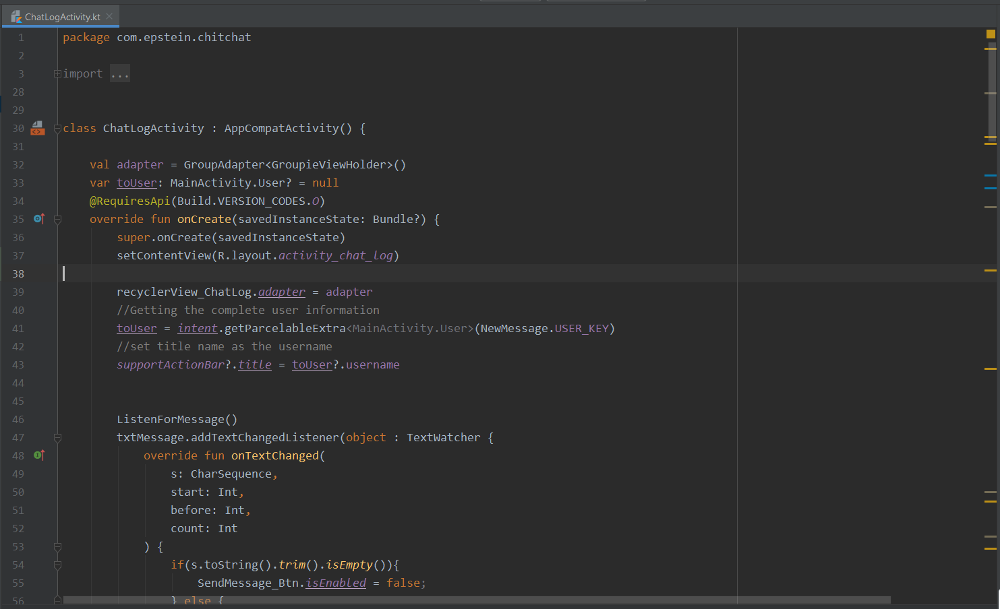 ChatLogActivity.kt
1 package com.epstein.chitchat
2
3 import ...
28
29
30 class ChatLogActivity : AppCompatActivity() {
31
32 val adapter = GroupAdapter<GroupieViewHolder>()
33 var toUser: MainActivity.User? = null
34 @RequiresApi(Build.VERSION_CODES.O)
35 override fun onCreate(savedInstanceState: Bundle?) {
36 super.onCreate(savedInstanceState)
37 setContentView(R.layout.activity_chat_log)
38
39 recyclerView_ChatLog.adapter = adapter
40 //Getting the complete user information
41 toUser = intent.getParcelableExtra<MainActivity.User>(NewMessage.USER_KEY)
42 //set title name as the username
43 supportActionBar?.title = toUser?.username
44
45
46 ListenForMessage()
47 txtMessage.addTextChangedListener(object : TextWatcher {
48 override fun onTextChanged(
49 s: CharSequence,
50 start: Int,
51 before: Int,
52 count: Int
53 ) {
54 if(s.toString().trim().isEmpty()){
55 SendMessage_Btn.isEnabled = false;
56 } else {